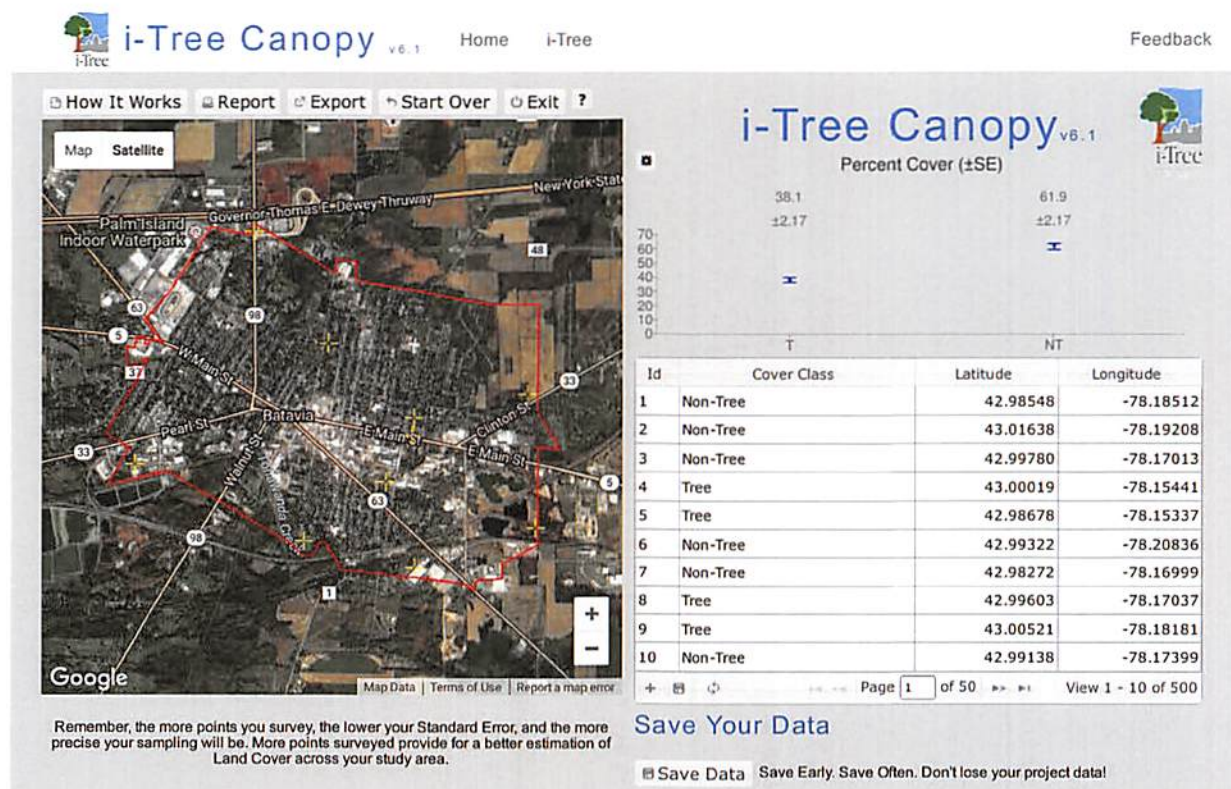 i-Tree
i-Tree Canopy v6.1
Home
i-Tree
Feedback
How It Works
Report
Export
Start Over
Exit
?
Map
Satellite
New York State
Governor Thomas E. Dewey Thruway
Palm Island
Indoor Waterpark
48
63
98
5
W Main St
37
33
Batavia
Pearl St
E Main St
Clinton St
E Main St
33
Walnut St
Tonawanda Creek
5
63
98
1
+
−
Google
Map Data
Terms of Use
Report a map error
Remember, the more points you survey, the lower your Standard Error, and the more
precise your sampling will be. More points surveyed provide for a better estimation of
Land Cover across your study area.
i-Tree Canopy v6.1
i-Tree
Percent Cover (±SE)
38.1 61.9
±2.17 ±2.17
70
60
50
40
30
20
10
0
T NT
Id Cover Class Latitude Longitude
1 Non-Tree 42.98548 -78.18512
2 Non-Tree 43.01638 -78.19208
3 Non-Tree 42.99780 -78.17013
4 Tree 43.00019 -78.15441
5 Tree 42.98678 -78.15337
6 Non-Tree 42.99322 -78.20836
7 Non-Tree 42.98272 -78.16999
8 Tree 42.99603 -78.17037
9 Tree 43.00521 -78.18181
10 Non-Tree 42.99138 -78.17399
Page 1 of 50
View 1 - 10 of 500
Save Your Data
Save Data
Save Early. Save Often. Don't lose your project data!